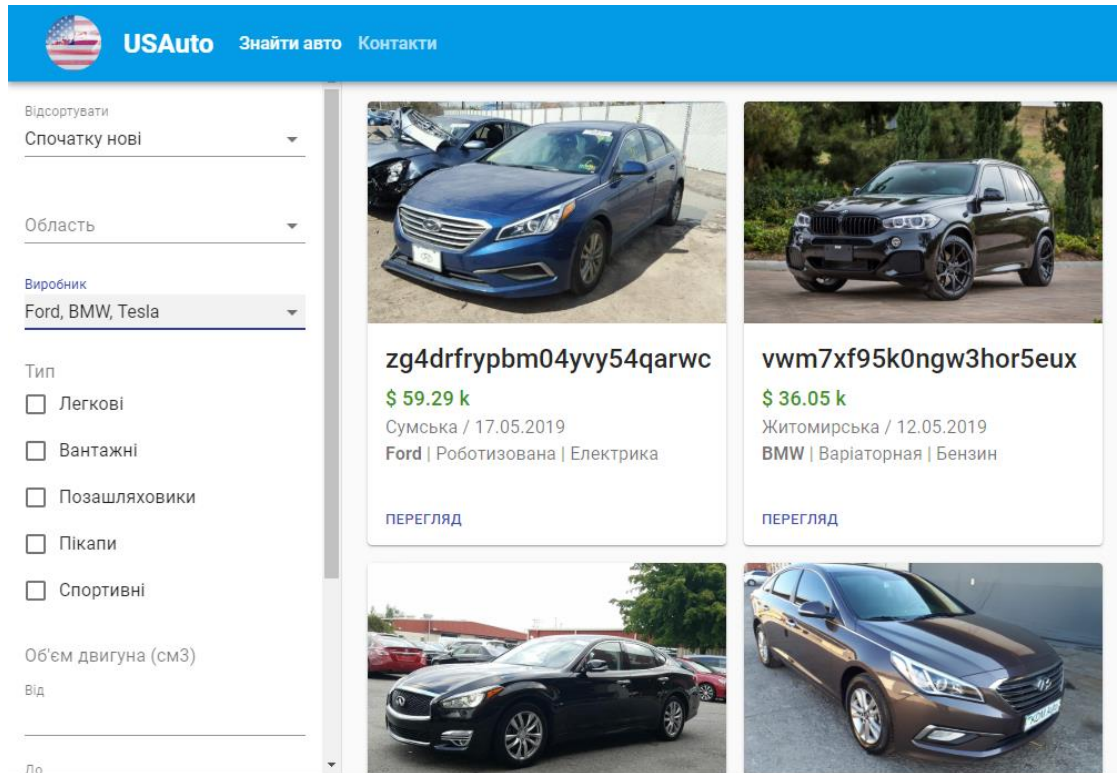 USAuto Знайти авто Контакти
Відсортувати
Спочатку нові
Область
Виробник
Ford, BMW, Tesla
Тип
Легкові
Вантажні
Позашляховики
Пікапи
Спортивні
Об'єм двигуна (см3)
Від
До
zg4drfrypbm04yvy54qarwc
$ 59.29 k
Сумська / 17.05.2019
Ford | Роботизована | Електрика
ПЕРЕГЛЯД
vwm7xf95k0ngw3hor5eux
$ 36.05 k
Житомирська / 12.05.2019
BMW | Варіаторная | Бензин
ПЕРЕГЛЯД